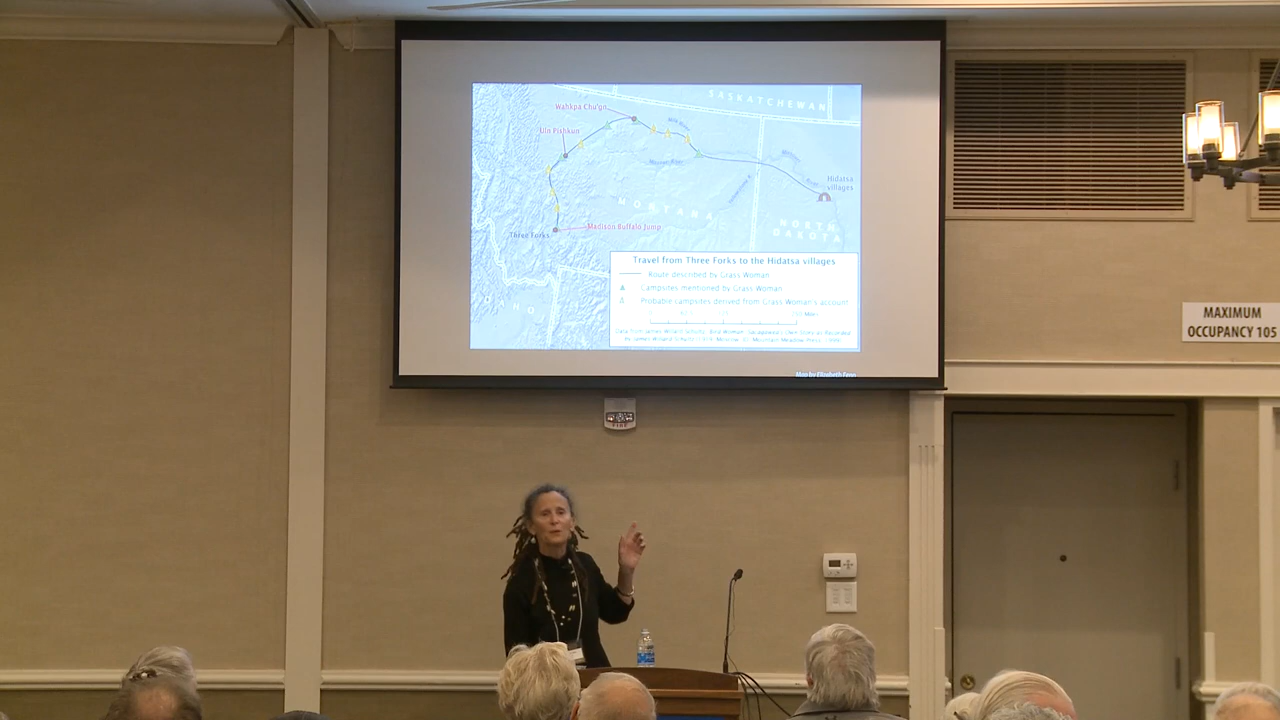 SASKATCHEWAN
Wahkpa Chu'gn
Ulm Pishkun
Milk River
Hidatsa
villages
MONTANA
NORTH
DAKOTA
Madison Buffalo Jump
Three Forks
Travel from Three Forks to the Hidatsa villages
Route described by Grass Woman
Campsites mentioned by Grass Woman
Probable campsites derived from Grass Woman's account
Map by Elizabeth Fenn
MAXIMUM
OCCUPANCY 105
FIRE